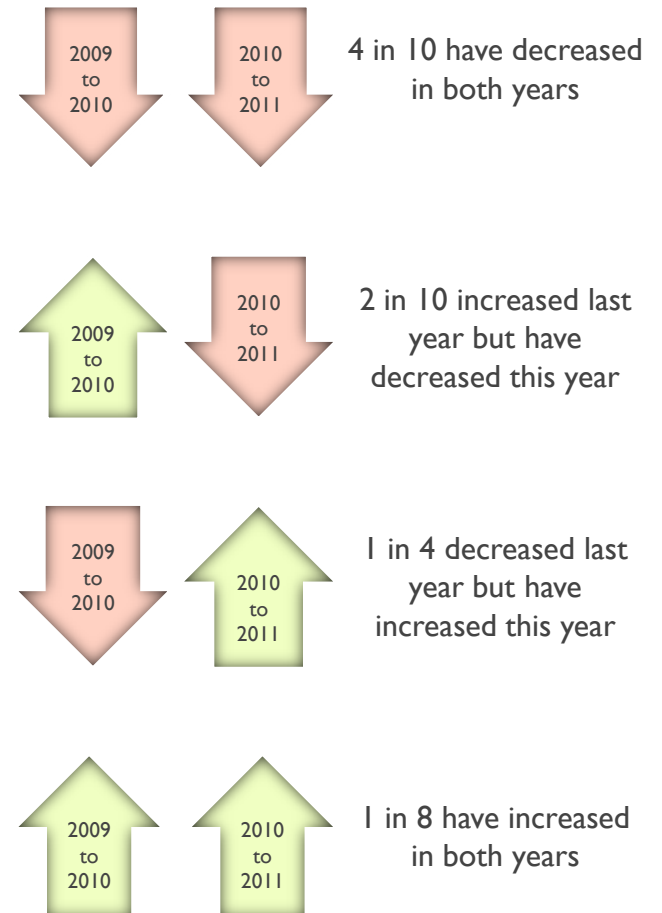 2009
to
2010
2010
to
2011
4 in 10 have decreased
in both years
2009
to
2010
2010
to
2011
2 in 10 increased last
year but have
decreased this year
2009
to
2010
2010
to
2011
1 in 4 decreased last
year but have
increased this year
2009
to
2010
2010
to
2011
1 in 8 have increased
in both years